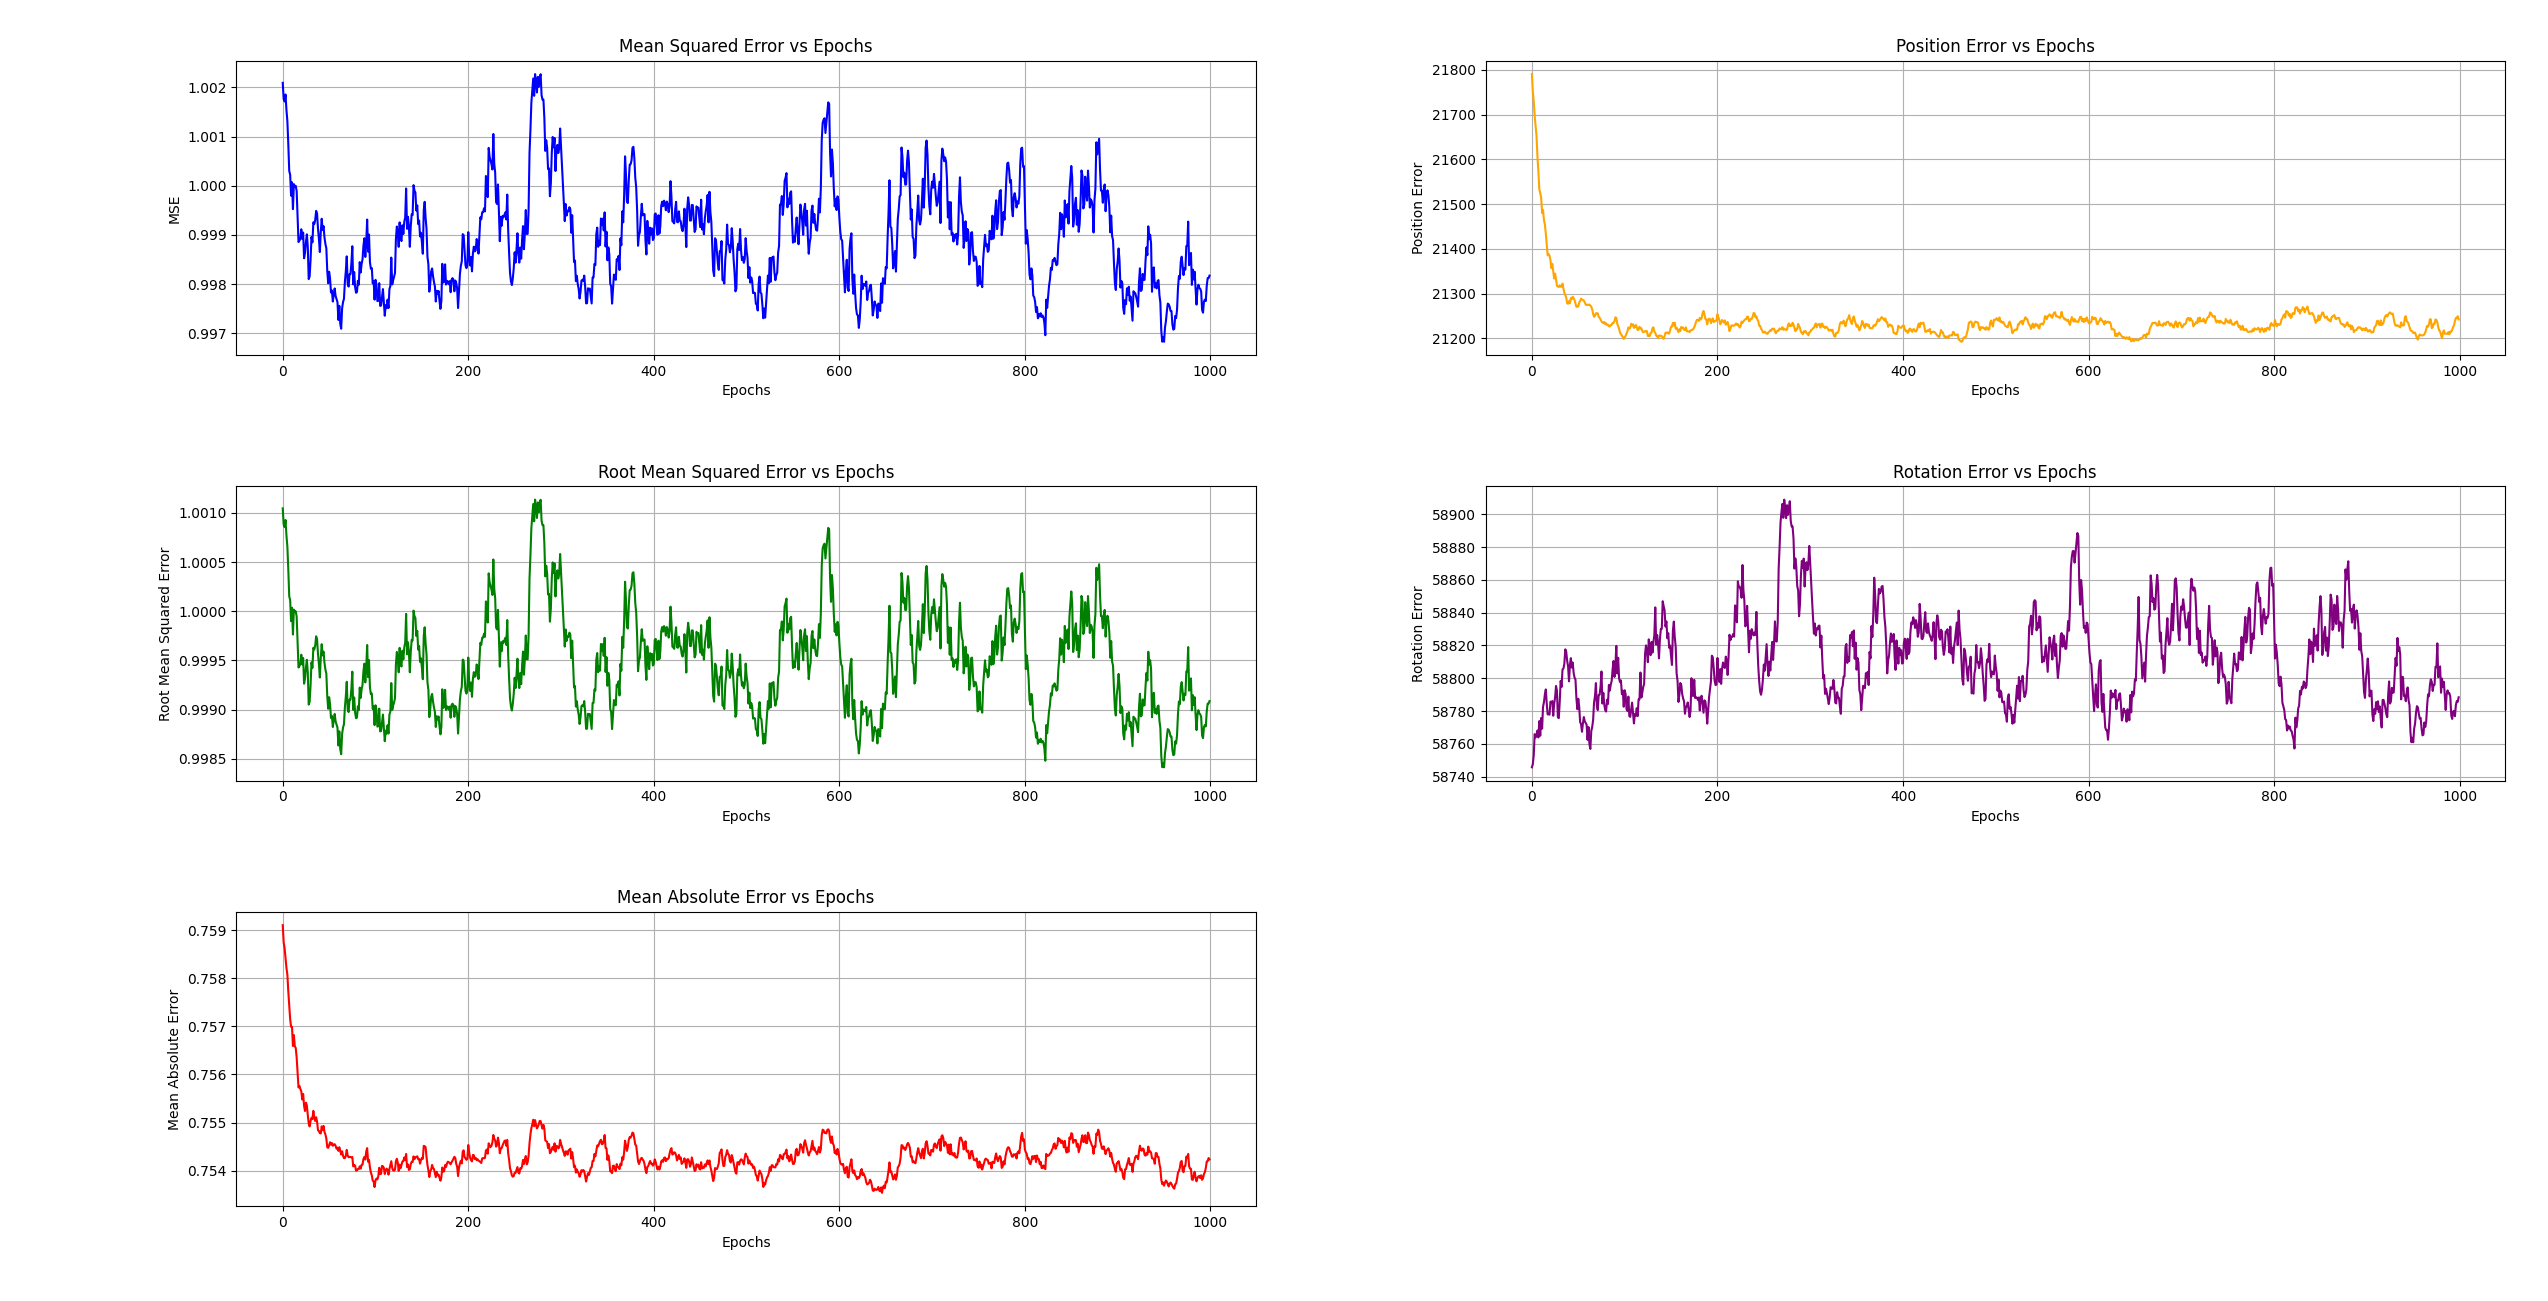 Mean Squared Error vs Epochs
1.002
1.001
1.000
0.999
0.998
0.997
MSE
0 200 400 600 800 1000
Epochs
Position Error vs Epochs
21800
21700
21600
21500
21400
21300
21200
Position Error
0 200 400 600 800 1000
Epochs
Root Mean Squared Error vs Epochs
1.0010
1.0005
1.0000
0.9995
0.9990
0.9985
Root Mean Squared Error
0 200 400 600 800 1000
Epochs
Rotation Error vs Epochs
58900
58880
58860
58840
58820
58800
58780
58760
58740
Rotation Error
0 200 400 600 800 1000
Epochs
Mean Absolute Error vs Epochs
0.759
0.758
0.757
0.756
0.755
0.754
Mean Absolute Error
0 200 400 600 800 1000
Epochs